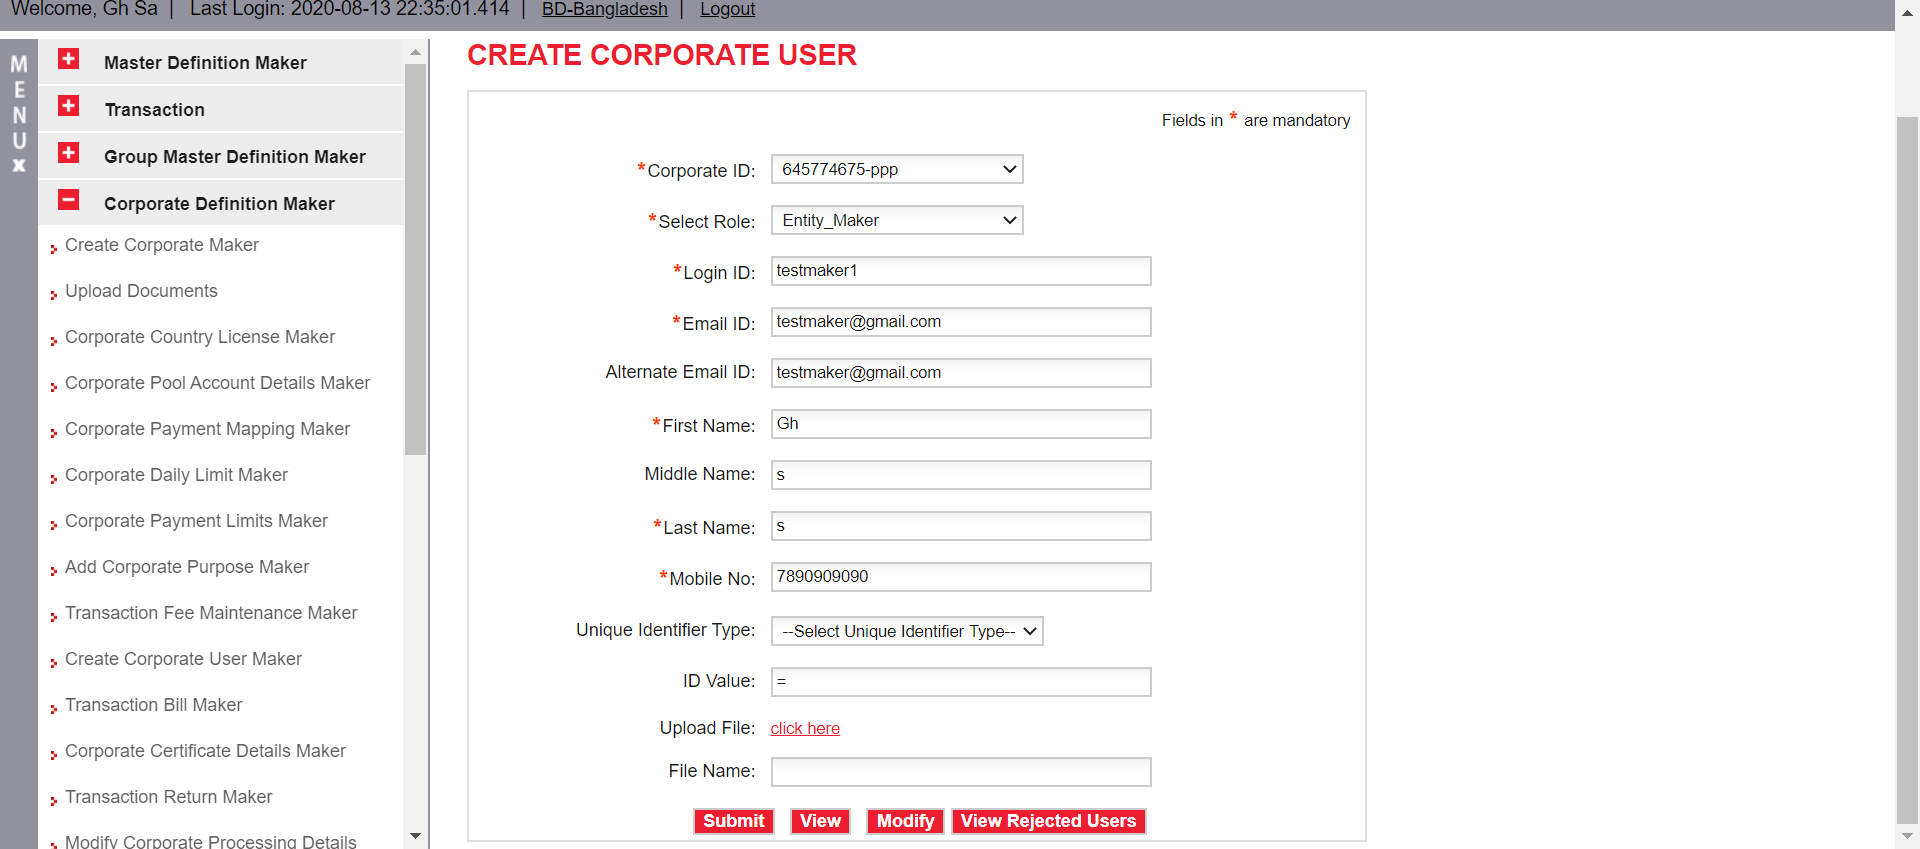 Welcome, Gh Sa | Last Login: 2020-08-13 22:35:01.414 | BD-Bangladesh | Logout
MENU X
Master Definition Maker
Transaction
Group Master Definition Maker
Corporate Definition Maker
Create Corporate Maker
Upload Documents
Corporate Country License Maker
Corporate Pool Account Details Maker
Corporate Payment Mapping Maker
Corporate Daily Limit Maker
Corporate Payment Limits Maker
Add Corporate Purpose Maker
Transaction Fee Maintenance Maker
Create Corporate User Maker
Transaction Bill Maker
Corporate Certificate Details Maker
Transaction Return Maker
Modify Corporate Processing Details
CREATE CORPORATE USER
Fields in * are mandatory
*Corporate ID: 645774675-ppp
*Select Role: Entity_Maker
*Login ID: testmaker1
*Email ID: testmaker@gmail.com
Alternate Email ID: testmaker@gmail.com
*First Name: Gh
Middle Name: s
*Last Name: s
*Mobile No: 7890909090
Unique Identifier Type: --Select Unique Identifier Type--
ID Value: =
Upload File: click here
File Name:
Submit View Modify View Rejected Users